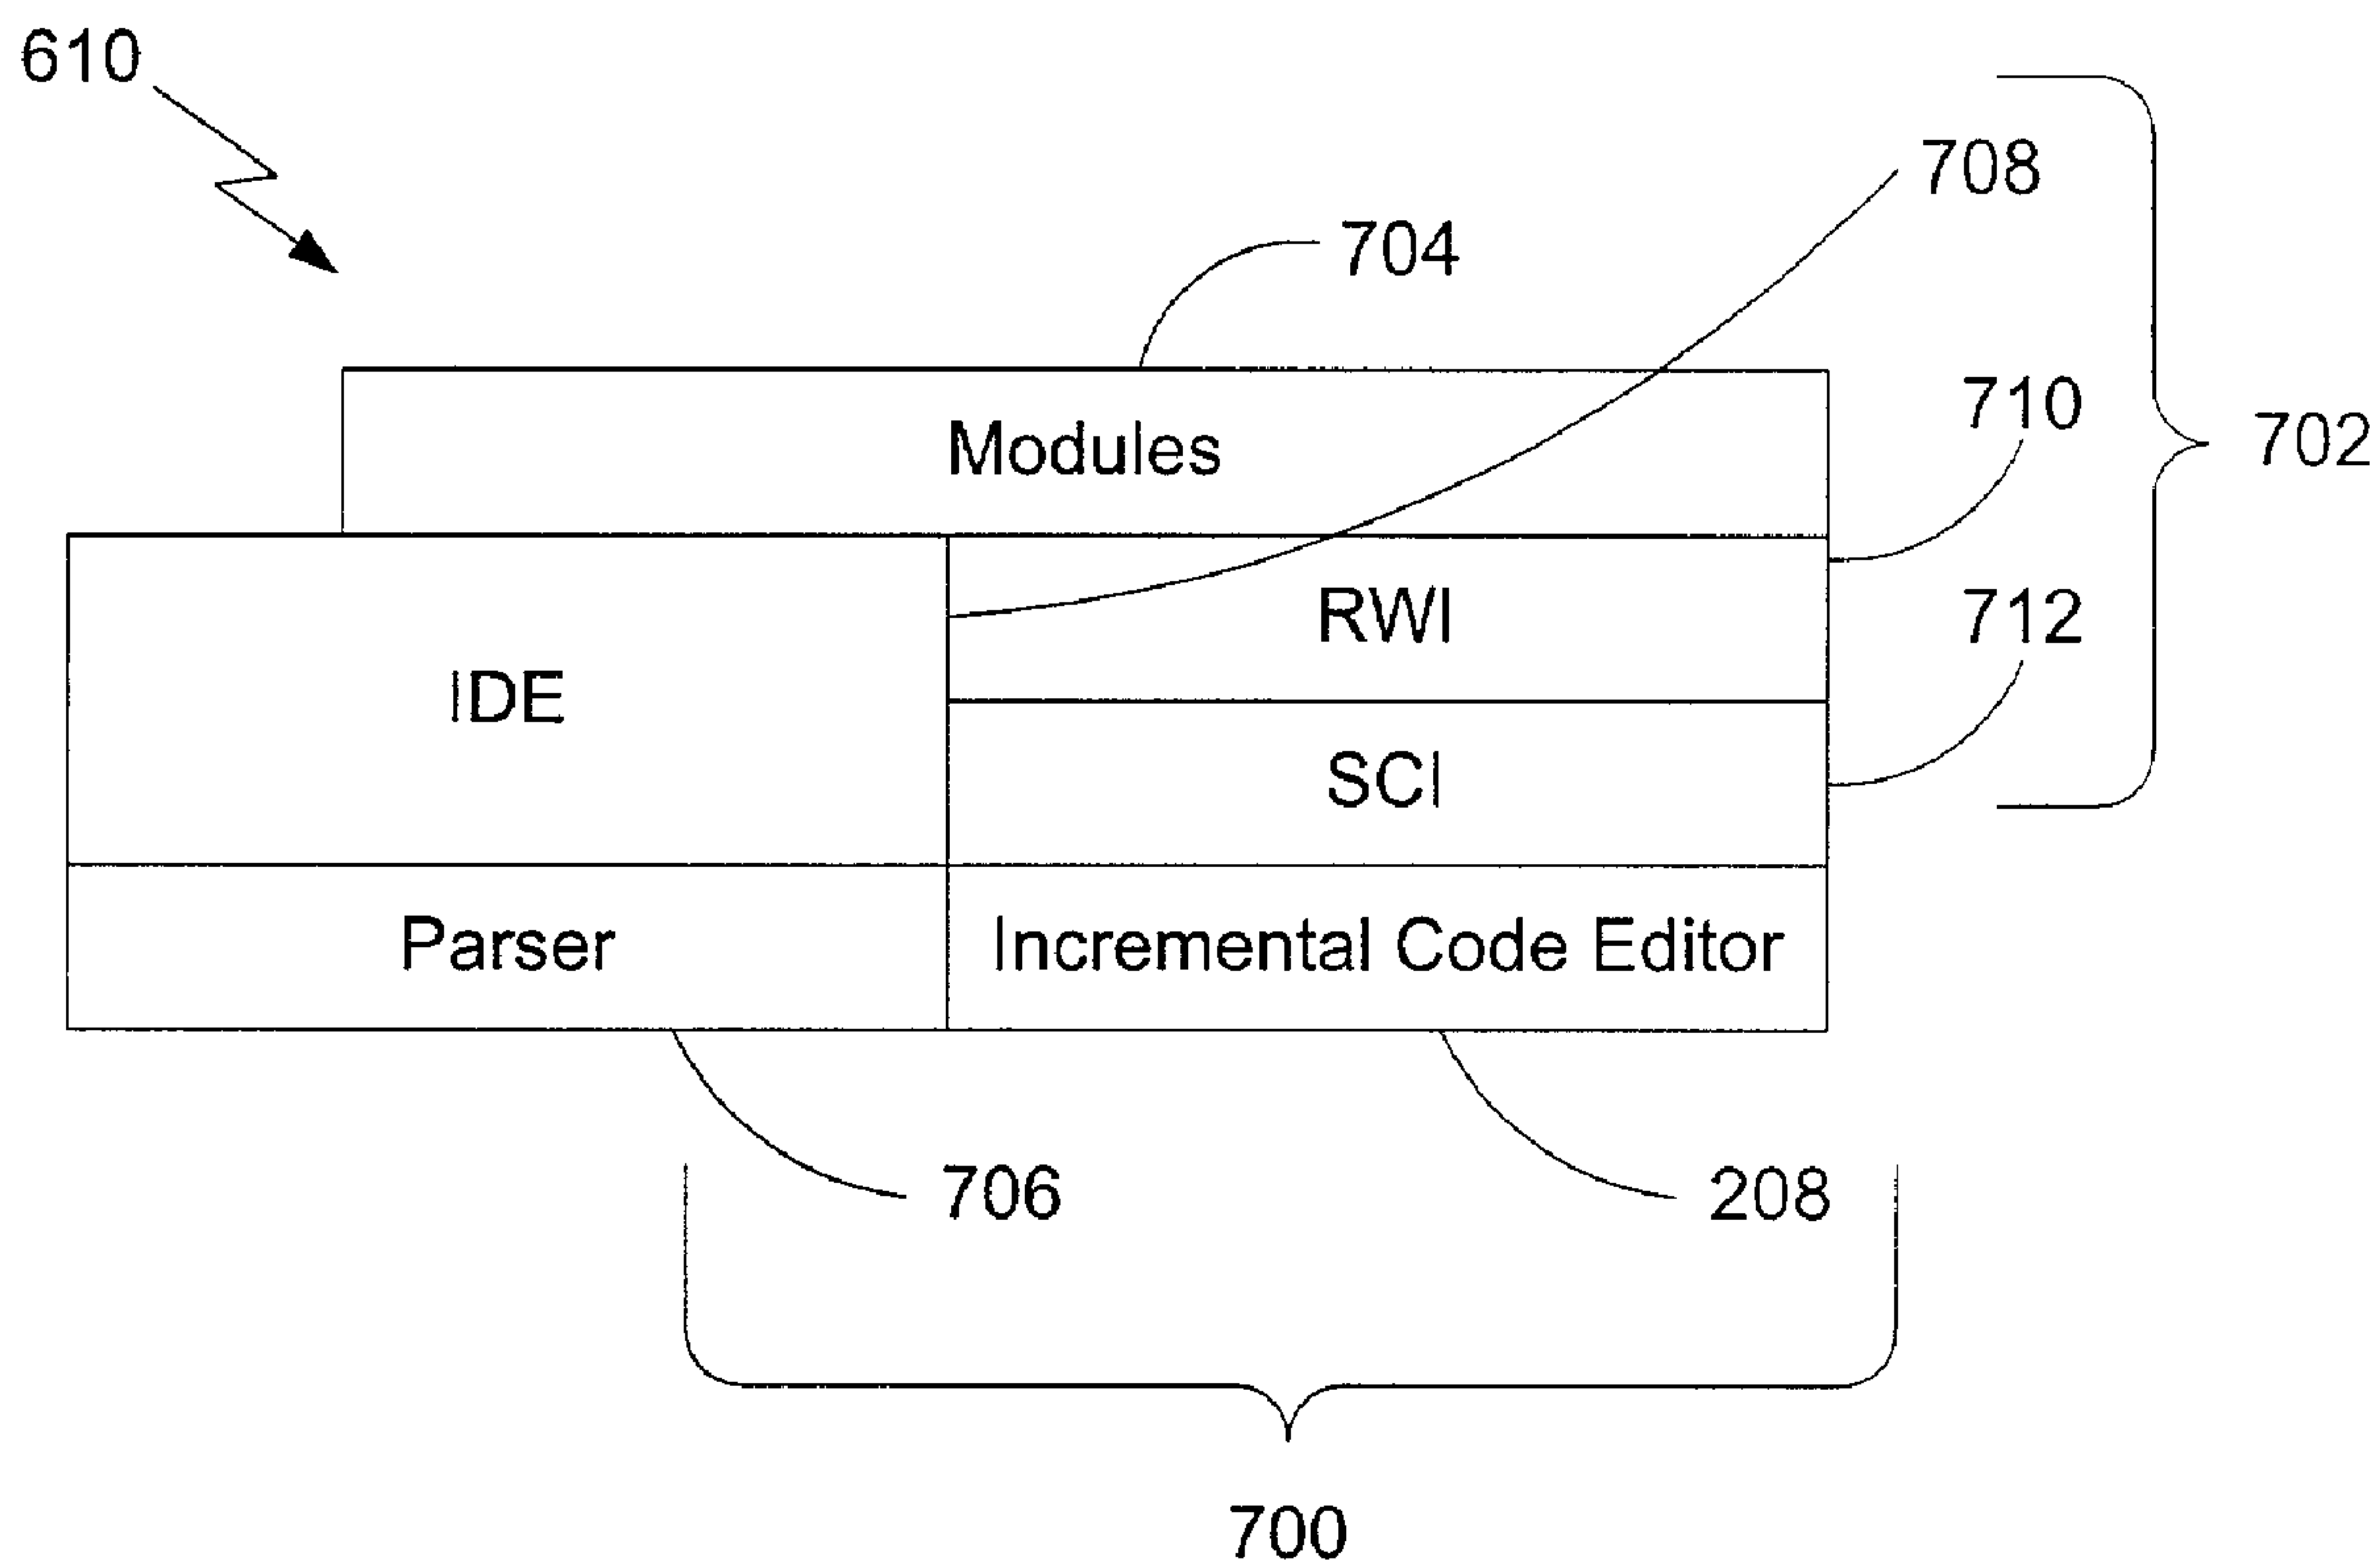 610
708
704
710
Modules
702
RWI
712
IDE
SCI
Parser
Incremental Code Editor
706
208
700